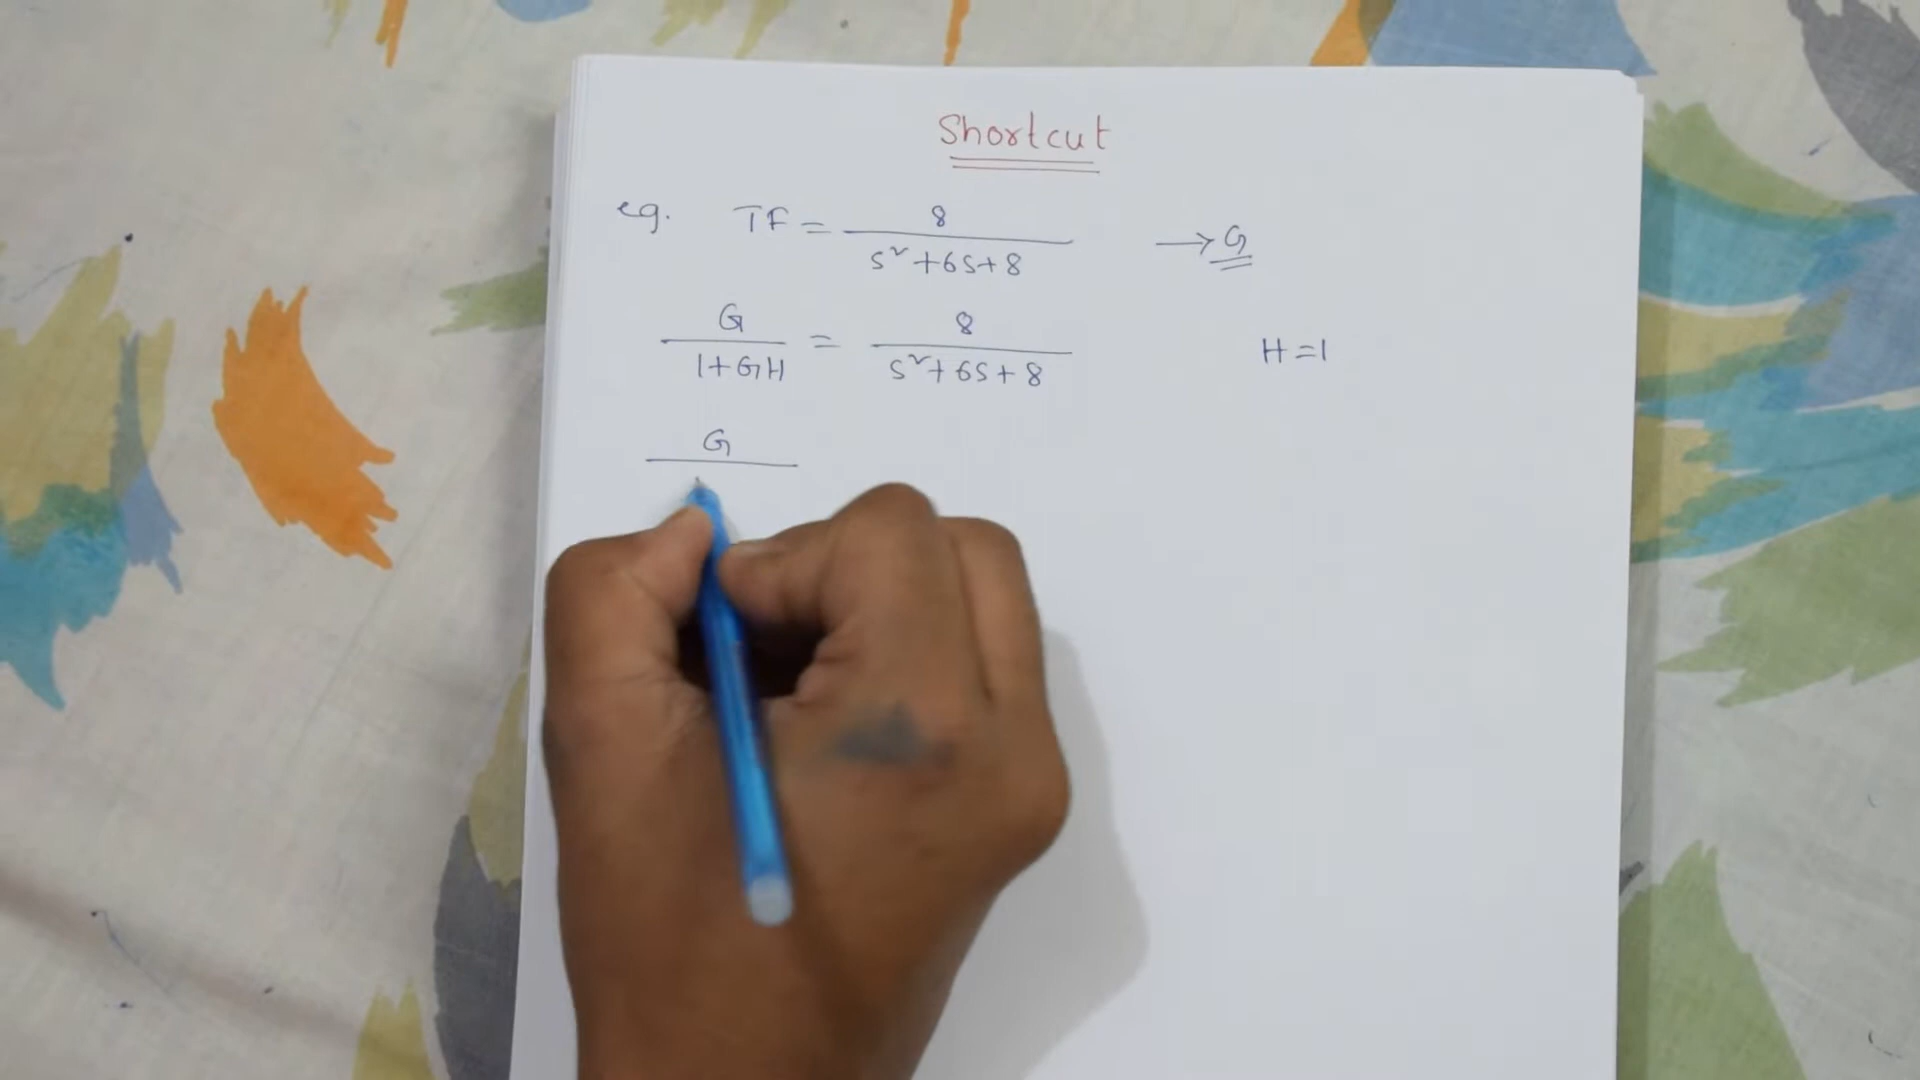 Shortcut
eg. TF = 8 / s²+6s+8 → G
G / 1+GH = 8 / s²+6s+8 H=1
G